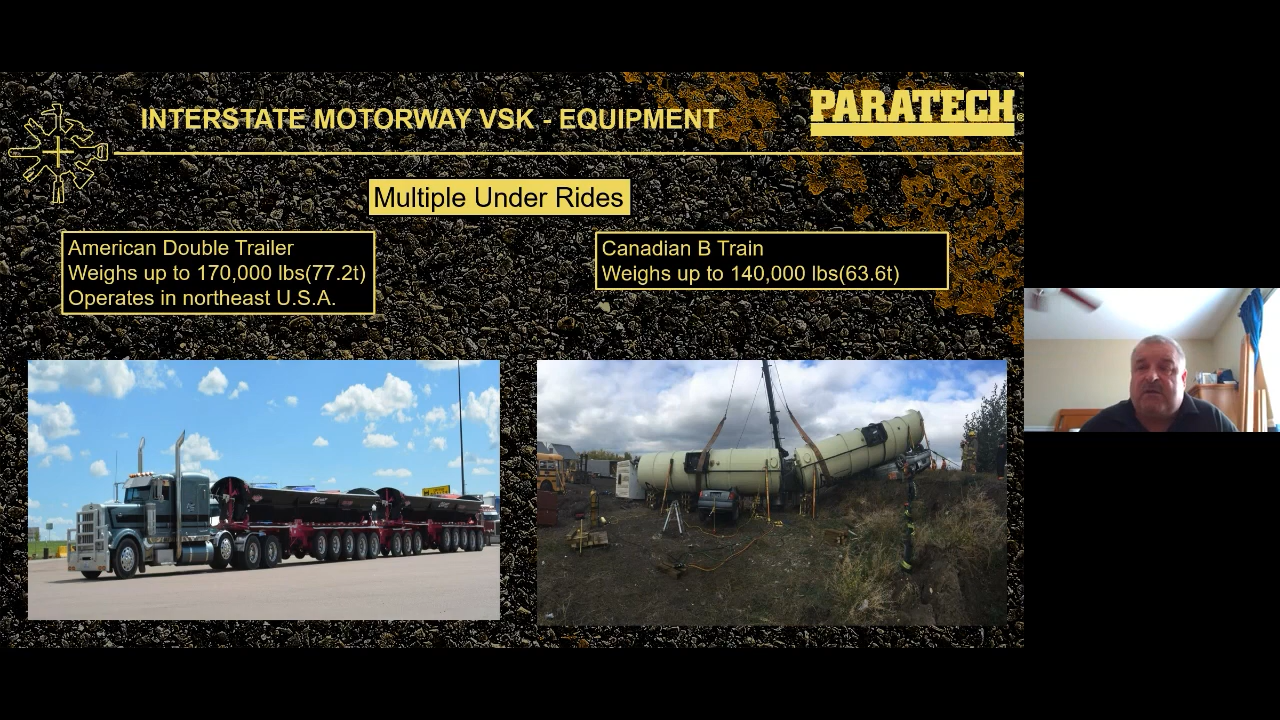 INTERSTATE MOTORWAY VSK - EQUIPMENT
PARATECH®
Multiple Under Rides
American Double Trailer
Weighs up to 170,000 lbs(77.2t)
Operates in northeast U.S.A.
Canadian B Train
Weighs up to 140,000 lbs(63.6t)